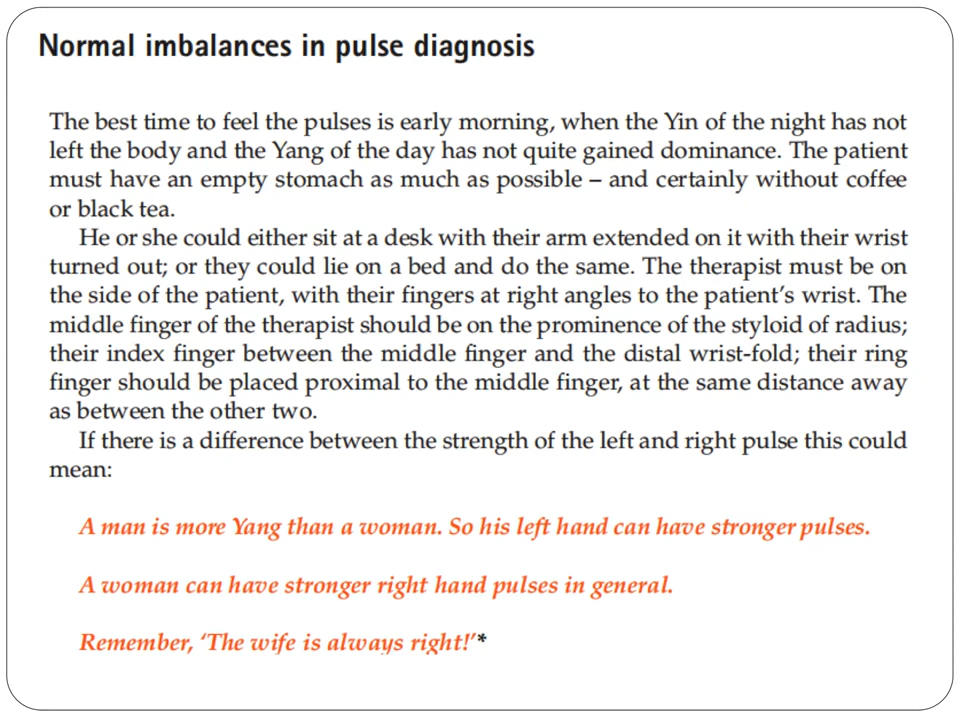 Normal imbalances in pulse diagnosis
The best time to feel the pulses is early morning, when the Yin of the night has not
left the body and the Yang of the day has not quite gained dominance. The patient
must have an empty stomach as much as possible – and certainly without coffee
or black tea.
He or she could either sit at a desk with their arm extended on it with their wrist
turned out; or they could lie on a bed and do the same. The therapist must be on
the side of the patient, with their fingers at right angles to the patient’s wrist. The
middle finger of the therapist should be on the prominence of the styloid of radius;
their index finger between the middle finger and the distal wrist-fold; their ring
finger should be placed proximal to the middle finger, at the same distance away
as between the other two.
If there is a difference between the strength of the left and right pulse this could
mean:
A man is more Yang than a woman. So his left hand can have stronger pulses.
A woman can have stronger right hand pulses in general.
Remember, ‘The wife is always right!’*